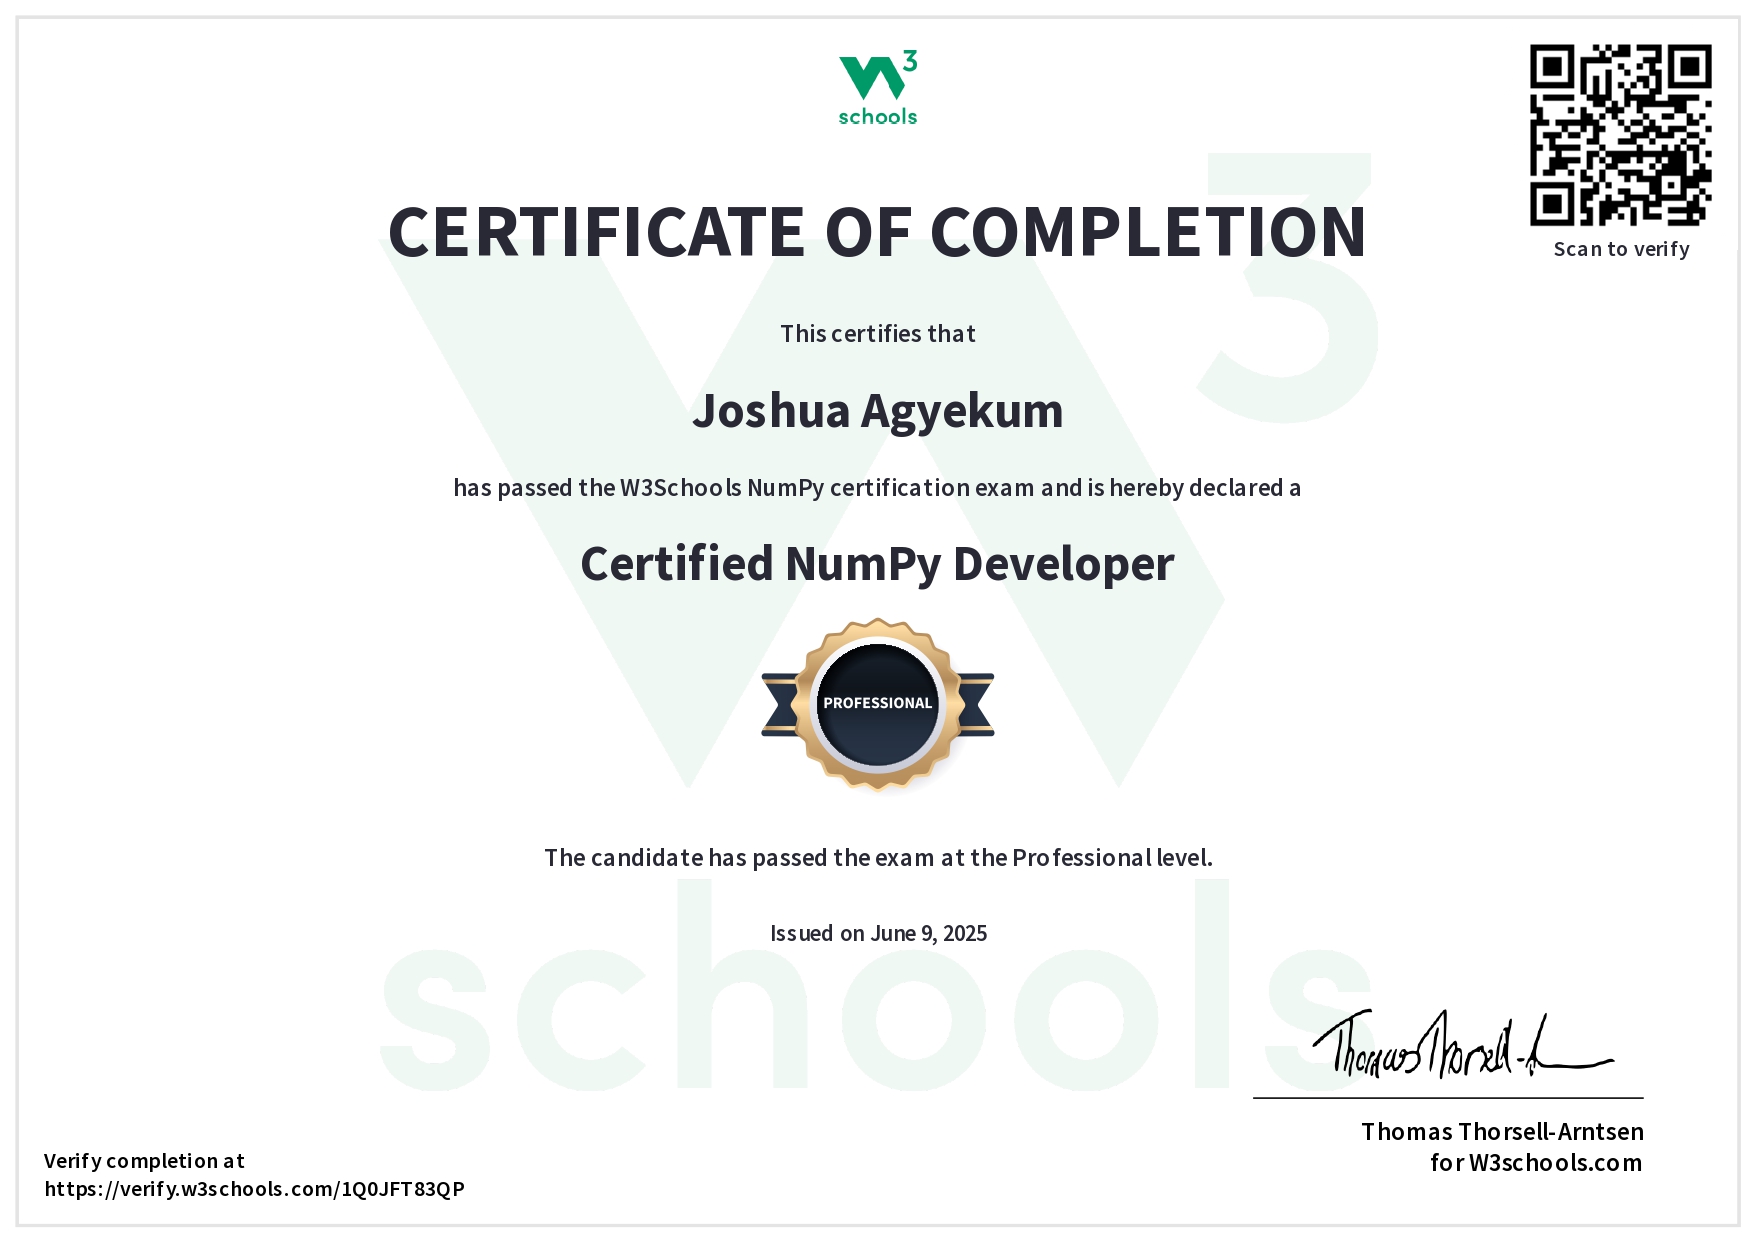 W3
schools
Scan to verify
CERTIFICATE OF COMPLETION
This certifies that
Joshua Agyekum
has passed the W3Schools NumPy certification exam and is hereby declared a
Certified NumPy Developer
PROFESSIONAL
The candidate has passed the exam at the Professional level.
Issued on June 9, 2025
Thomas Thorsell-A
Thomas Thorsell-Arntsen
for W3schools.com
Verify completion at
https://verify.w3schools.com/1Q0JFT83QP
W3
schools